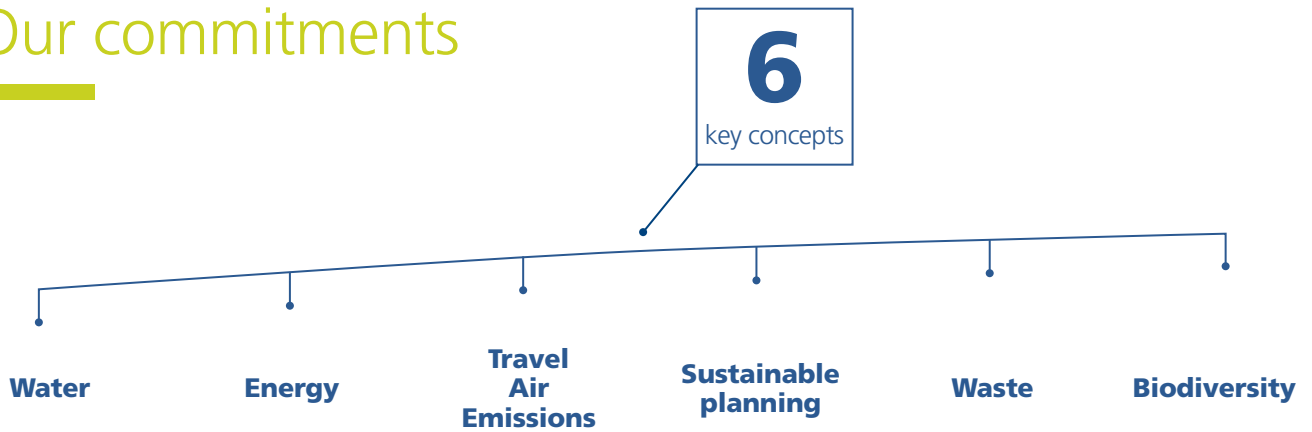 Our commitments
6
key concepts
Water
Energy
Travel
Air
Emissions
Sustainable
planning
Waste
Biodiversity